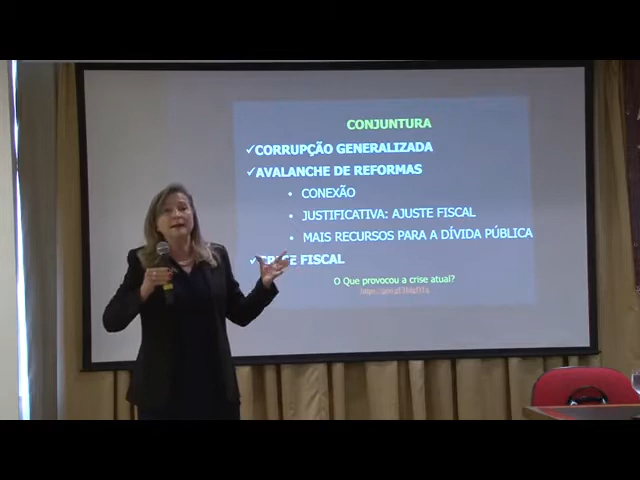 CONJUNTURA
✓CORRUPÇÃO GENERALIZADA
✓AVALANCHE DE REFORMAS
• CONEXÃO
• JUSTIFICATIVA: AJUSTE FISCAL
• MAIS RECURSOS PARA A DÍVIDA PÚBLICA
✓CRISE FISCAL
O Que provocou a crise atual?